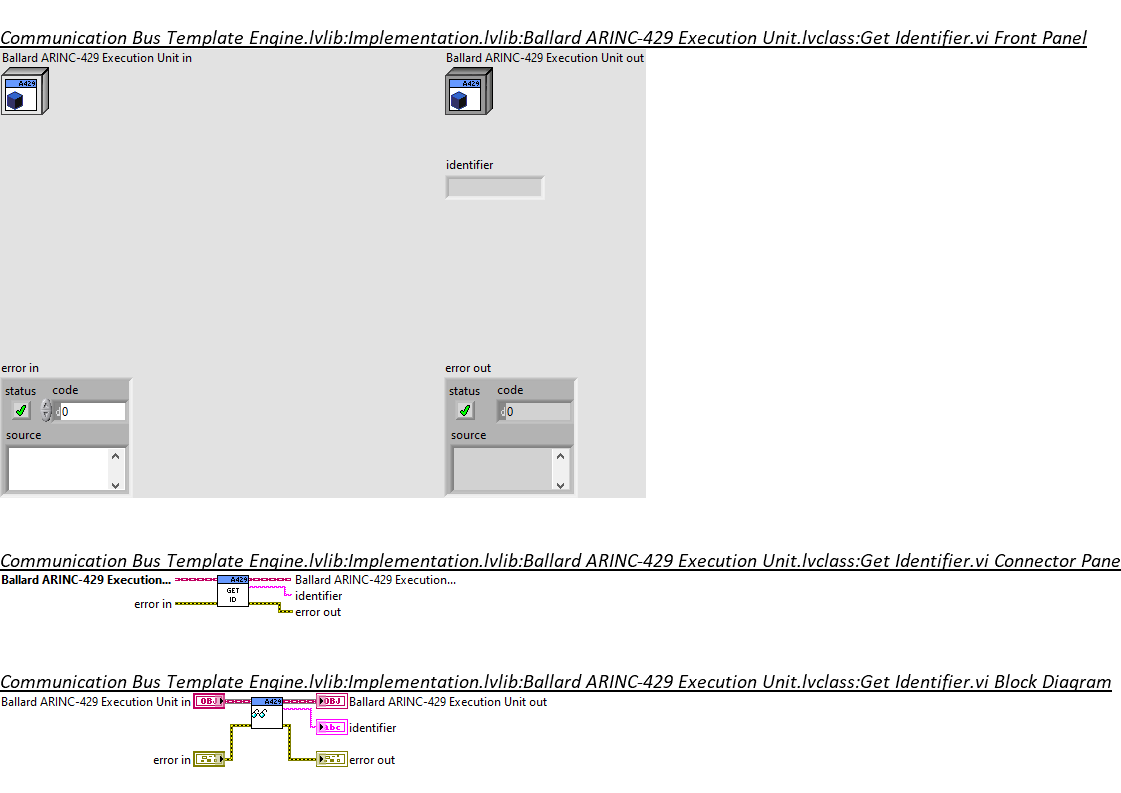 Communication Bus Template Engine.lvlib:Implementation.lvlib:Ballard ARINC-429 Execution Unit.lvclass:Get Identifier.vi Front Panel
Ballard ARINC-429 Execution Unit in
Ballard ARINC-429 Execution Unit out
A429
A429
identifier
error in
error out
status code
status code
d 0
d 0
source
source
Communication Bus Template Engine.lvlib:Implementation.lvlib:Ballard ARINC-429 Execution Unit.lvclass:Get Identifier.vi Connector Pane
Ballard ARINC-429 Execution...
A429
Ballard ARINC-429 Execution...
GET
ID
identifier
error in
error out
Communication Bus Template Engine.lvlib:Implementation.lvlib:Ballard ARINC-429 Execution Unit.lvclass:Get Identifier.vi Block Diagram
Ballard ARINC-429 Execution Unit in
OBJ
A429
OBJ
Ballard ARINC-429 Execution Unit out
abc
identifier
error in
error out